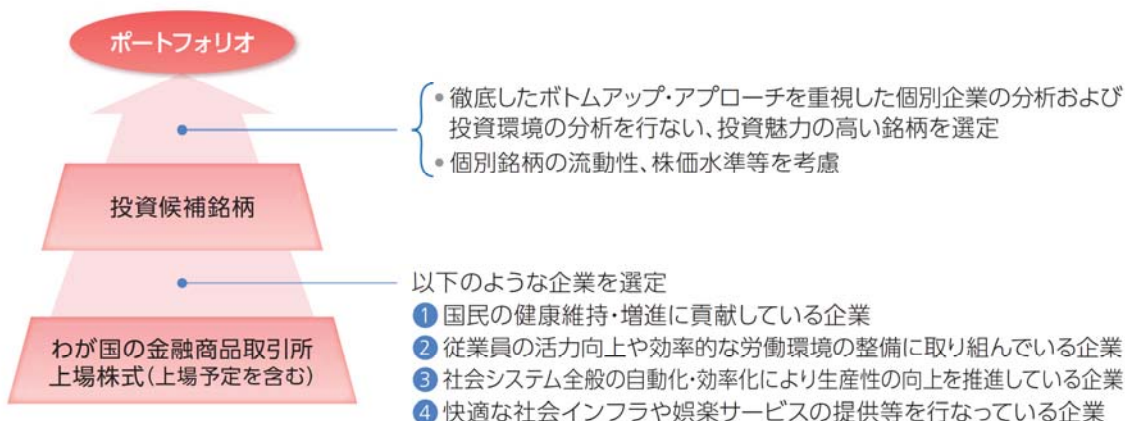 ポートフォリオ
• 徹底したボトムアップ・アプローチを重視した個別企業の分析および
投資環境の分析を行ない、投資魅力の高い銘柄を選定
• 個別銘柄の流動性、株価水準等を考慮
投資候補銘柄
以下のような企業を選定
1 国民の健康維持・増進に貢献している企業
2 従業員の活力向上や効率的な労働環境の整備に取り組んでいる企業
3 社会システム全般の自動化・効率化により生産性の向上を推進している企業
4 快適な社会インフラや娯楽サービスの提供等を行なっている企業
わが国の金融商品取引所
上場株式(上場予定を含む)